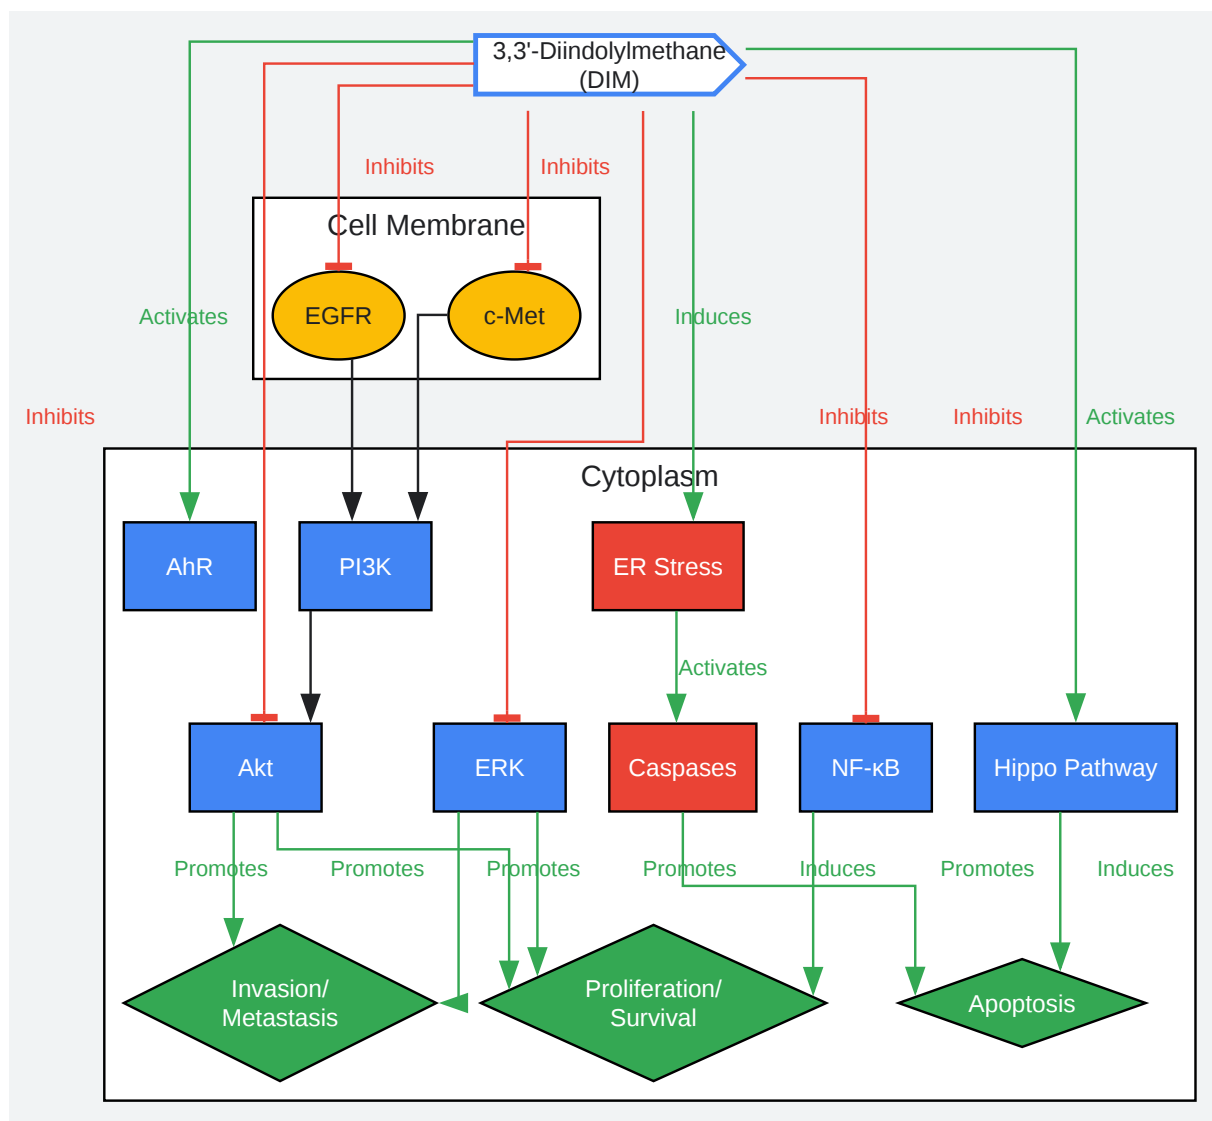 3,3'-Diindolylmethane
(DIM)
Inhibits
Inhibits
Cell Membrane
EGFR
c-Met
Activates
Induces
Inhibits
Inhibits
Inhibits
Activates
Cytoplasm
AhR
PI3K
ER Stress
Activates
Akt
ERK
Caspases
NF-κB
Hippo Pathway
Promotes
Promotes
Promotes
Promotes
Induces
Promotes
Induces
Invasion/
Metastasis
Proliferation/
Survival
Apoptosis